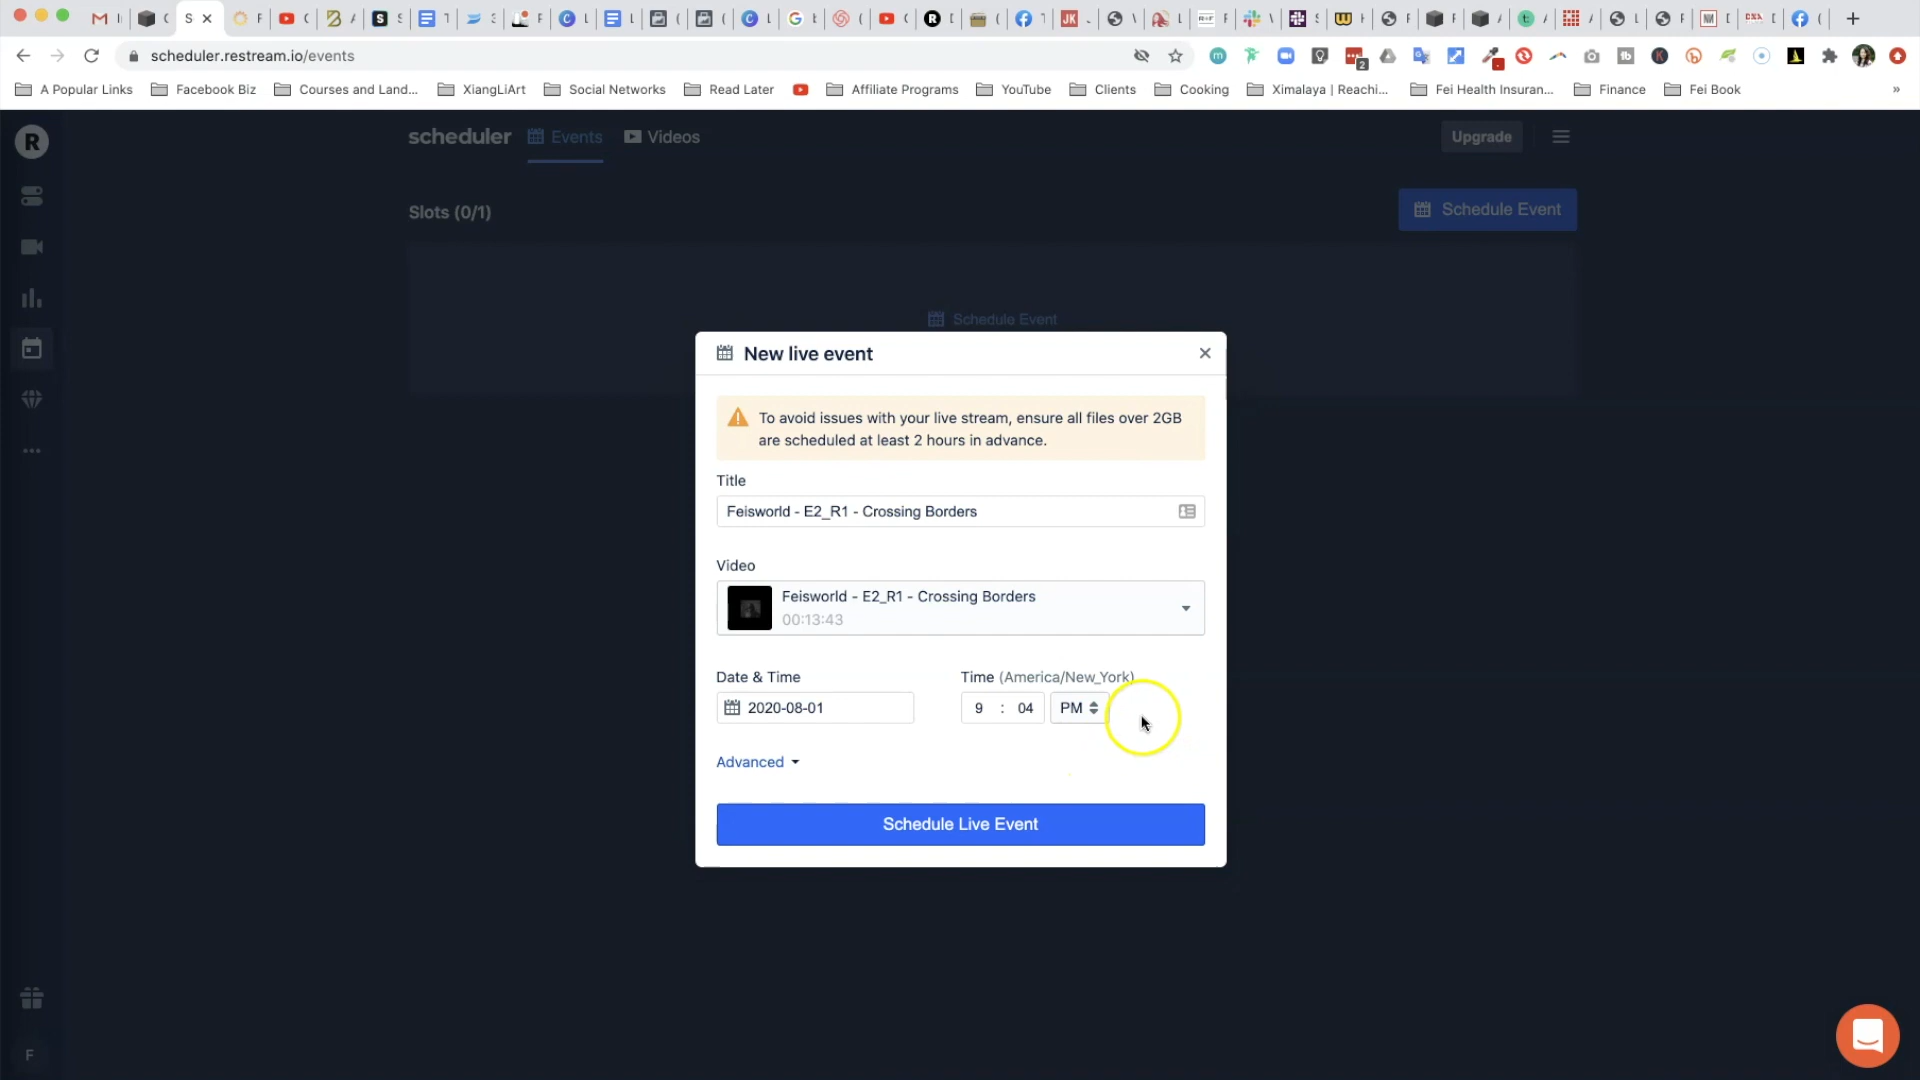 scheduler.restream.io/events
A Popular Links
Facebook Biz
Courses and Land...
XiangLiArt
Social Networks
Read Later
Affiliate Programs
YouTube
Clients
Cooking
Ximalaya | Reachi...
Fei Health Insuran...
Finance
Fei Book
»
R
scheduler
Events
Videos
Upgrade
Slots (0/1)
Schedule Event
Schedule Event
New live event
To avoid issues with your live stream, ensure all files over 2GB
are scheduled at least 2 hours in advance.
Title
Feisworld - E2_R1 - Crossing Borders
Video
Feisworld - E2_R1 - Crossing Borders
00:13:43
Date & Time
Time (America/New_York)
2020-08-01
9 : 04 PM
Advanced
Schedule Live Event
F